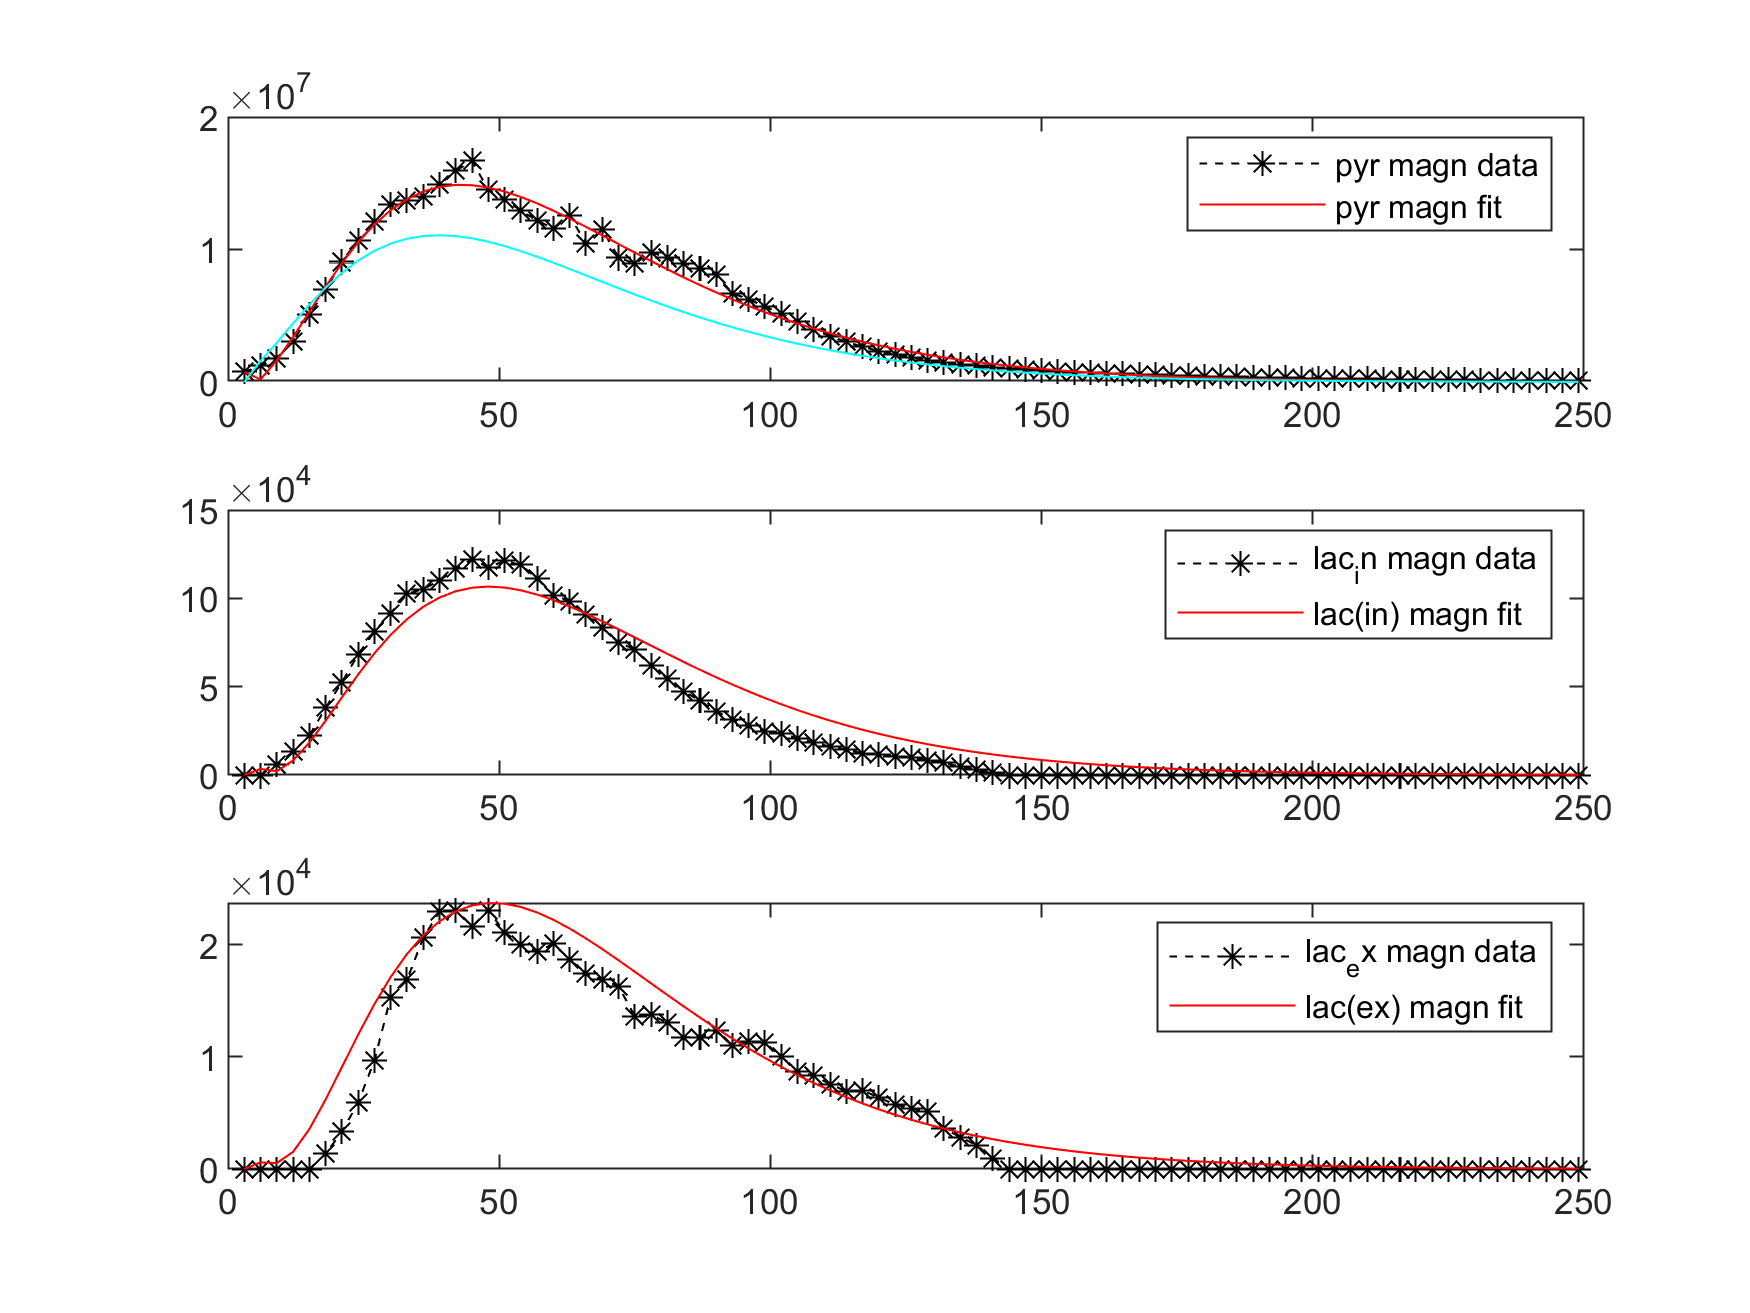 ×10^7
2
1
0
0 50 100 150 200 250
pyr magn data
pyr magn fit
×10^4
15
10
5
0
0 50 100 150 200 250
lac_in magn data
lac(in) magn fit
×10^4
2
1
0
0 50 100 150 200 250
lac_ex magn data
lac(ex) magn fit